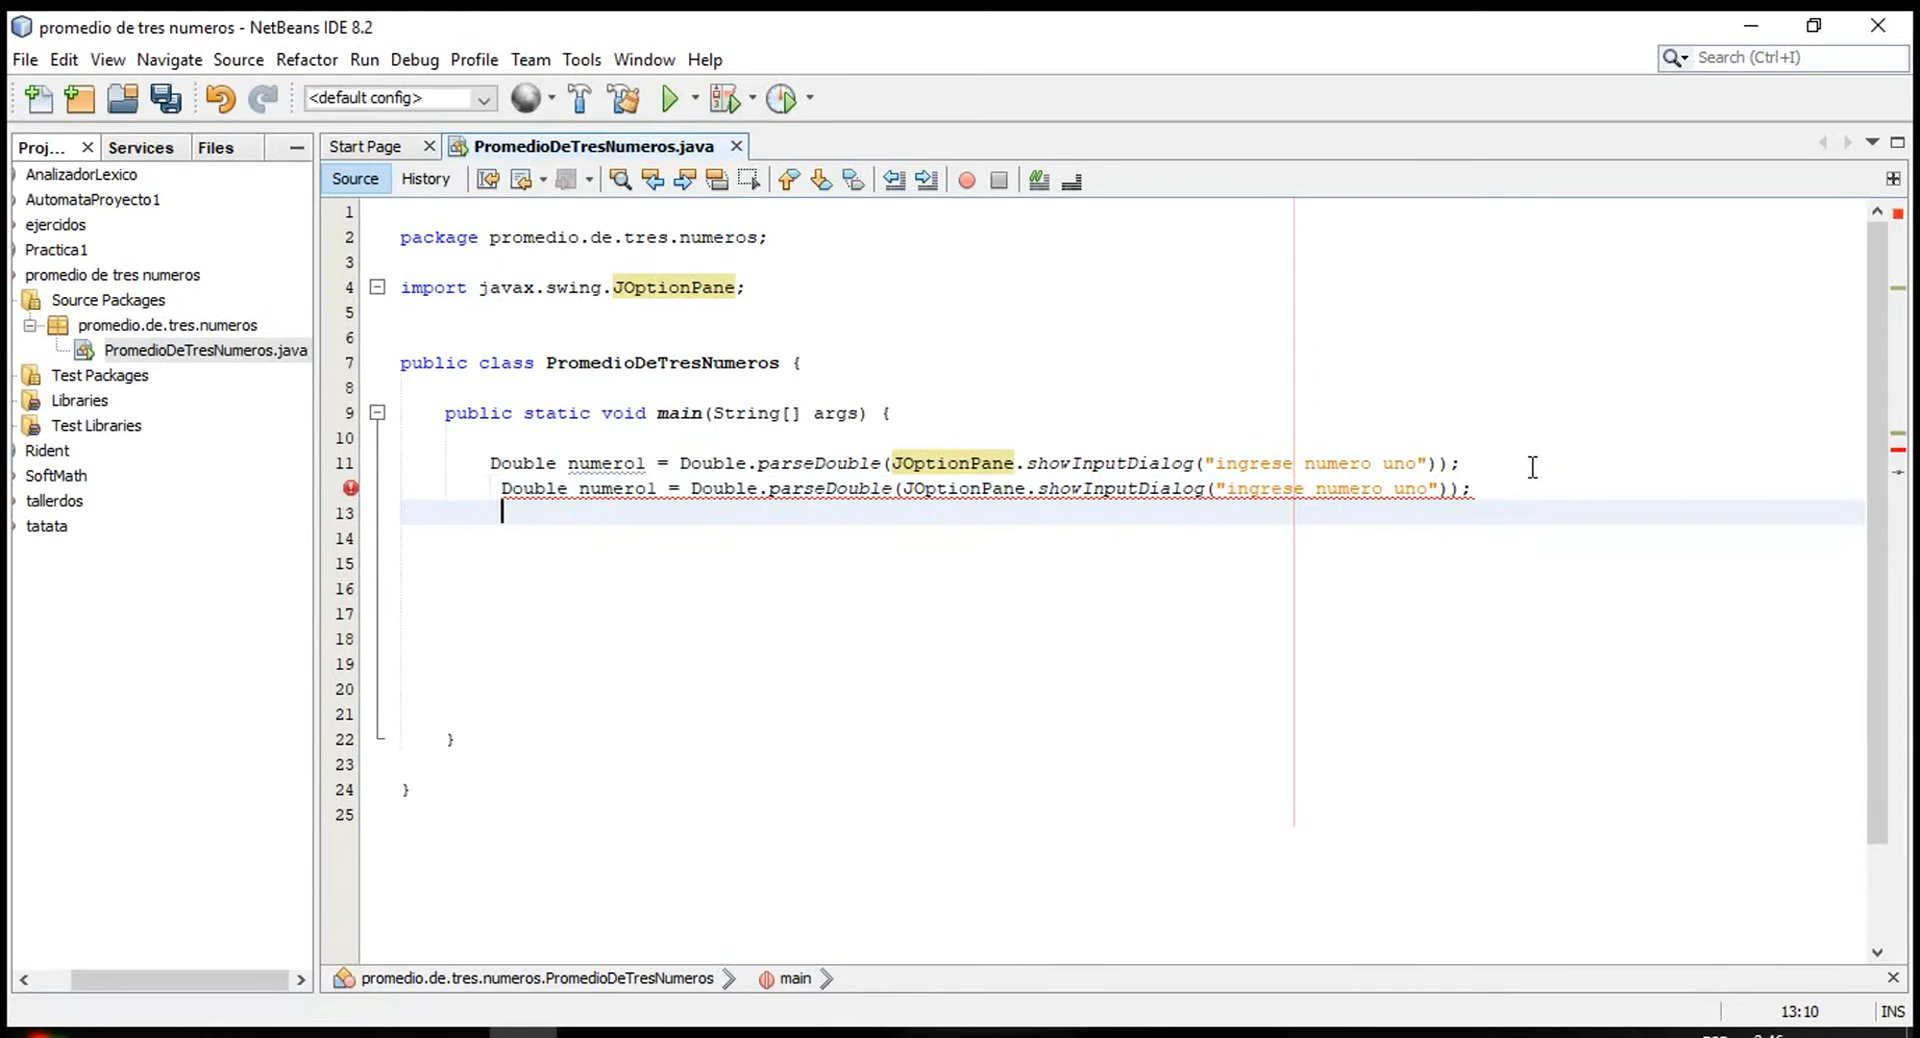 promedio de tres numeros - NetBeans IDE 8.2
File Edit View Navigate Source Refactor Run Debug Team Profile Tools Window Help
Search (Ctrl+I)
<default config>
Proj... Services Files
Start Page PromedioDeTresNumeros.java
Source History
AnalizadorLexico
AutomataProyecto1
ejercidos
Practica1
promedio de tres numeros
Source Packages
promedio.de.tres.numeros
PromedioDeTresNumeros.java
Test Packages
Libraries
Test Libraries
Rident
SoftMath
tallerdos
tatata
1
2 package promedio.de.tres.numeros;
3
4 import javax.swing.JOptionPane;
5
6
7 public class PromedioDeTresNumeros {
8
9 public static void main(String[] args) {
10
11 Double numero1 = Double.parseDouble(JOptionPane.showInputDialog("ingrese numero uno"));
Double numero1 = Double.parseDouble(JOptionPane.showInputDialog("ingrese numero uno"));
13
14
15
16
17
18
19
20
21
22 }
23
24 }
25
promedio.de.tres.numeros.PromedioDeTresNumeros main
13:10 INS